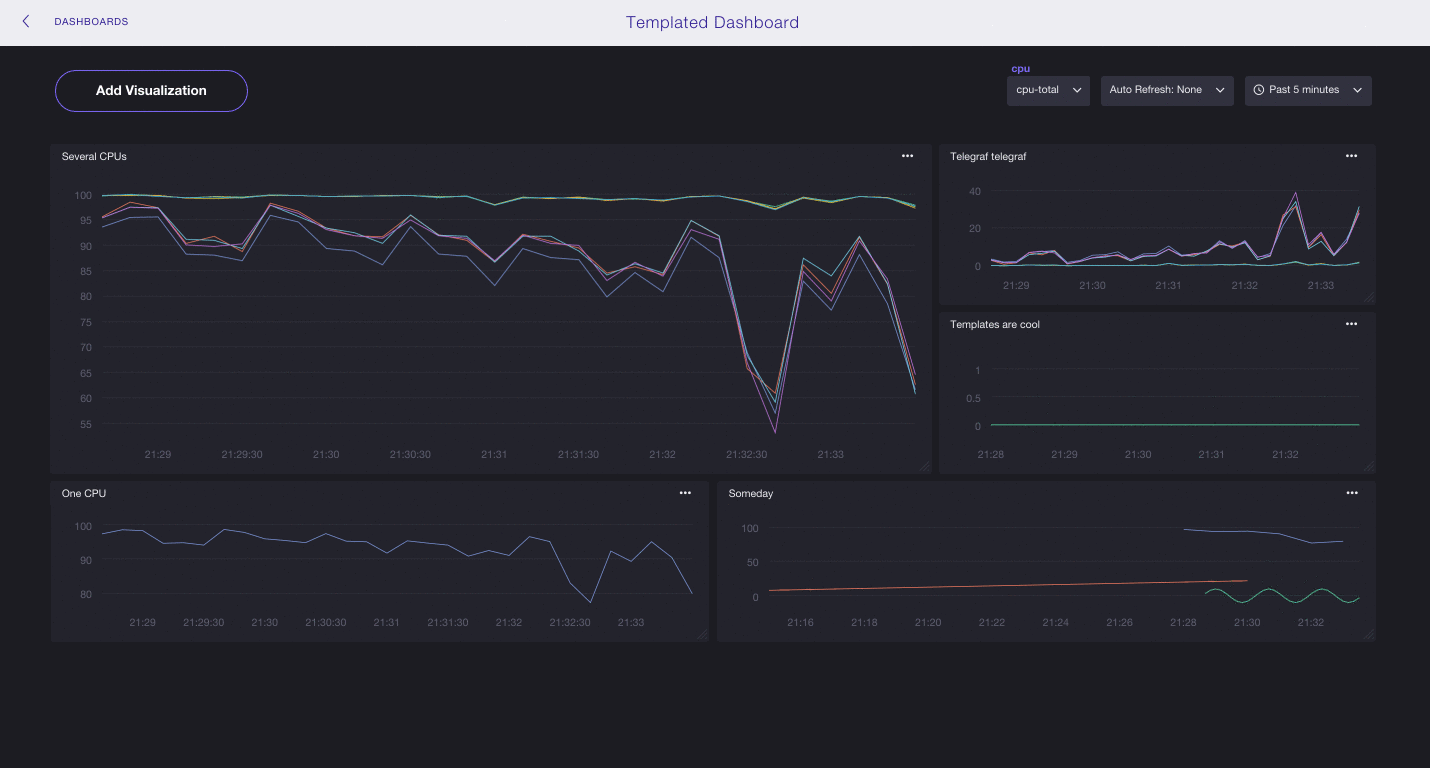 DASHBOARDS
Templated Dashboard
Add Visualization
cpu
cpu-total
Auto Refresh: None
Past 5 minutes
Several CPUs
100
95
90
85
80
75
70
65
60
55
21:29 21:29:30 21:30 21:30:30 21:31 21:31:30 21:32 21:32:30 21:33
Telegraf telegraf
40
20
0
21:29 21:30 21:31 21:32 21:33
Templates are cool
1
0.5
0
21:28 21:29 21:30 21:31 21:32
One CPU
100
90
80
21:29 21:29:30 21:30 21:30:30 21:31 21:31:30 21:32 21:32:30 21:33
Someday
100
50
0
21:16 21:18 21:20 21:22 21:24 21:26 21:28 21:30 21:32